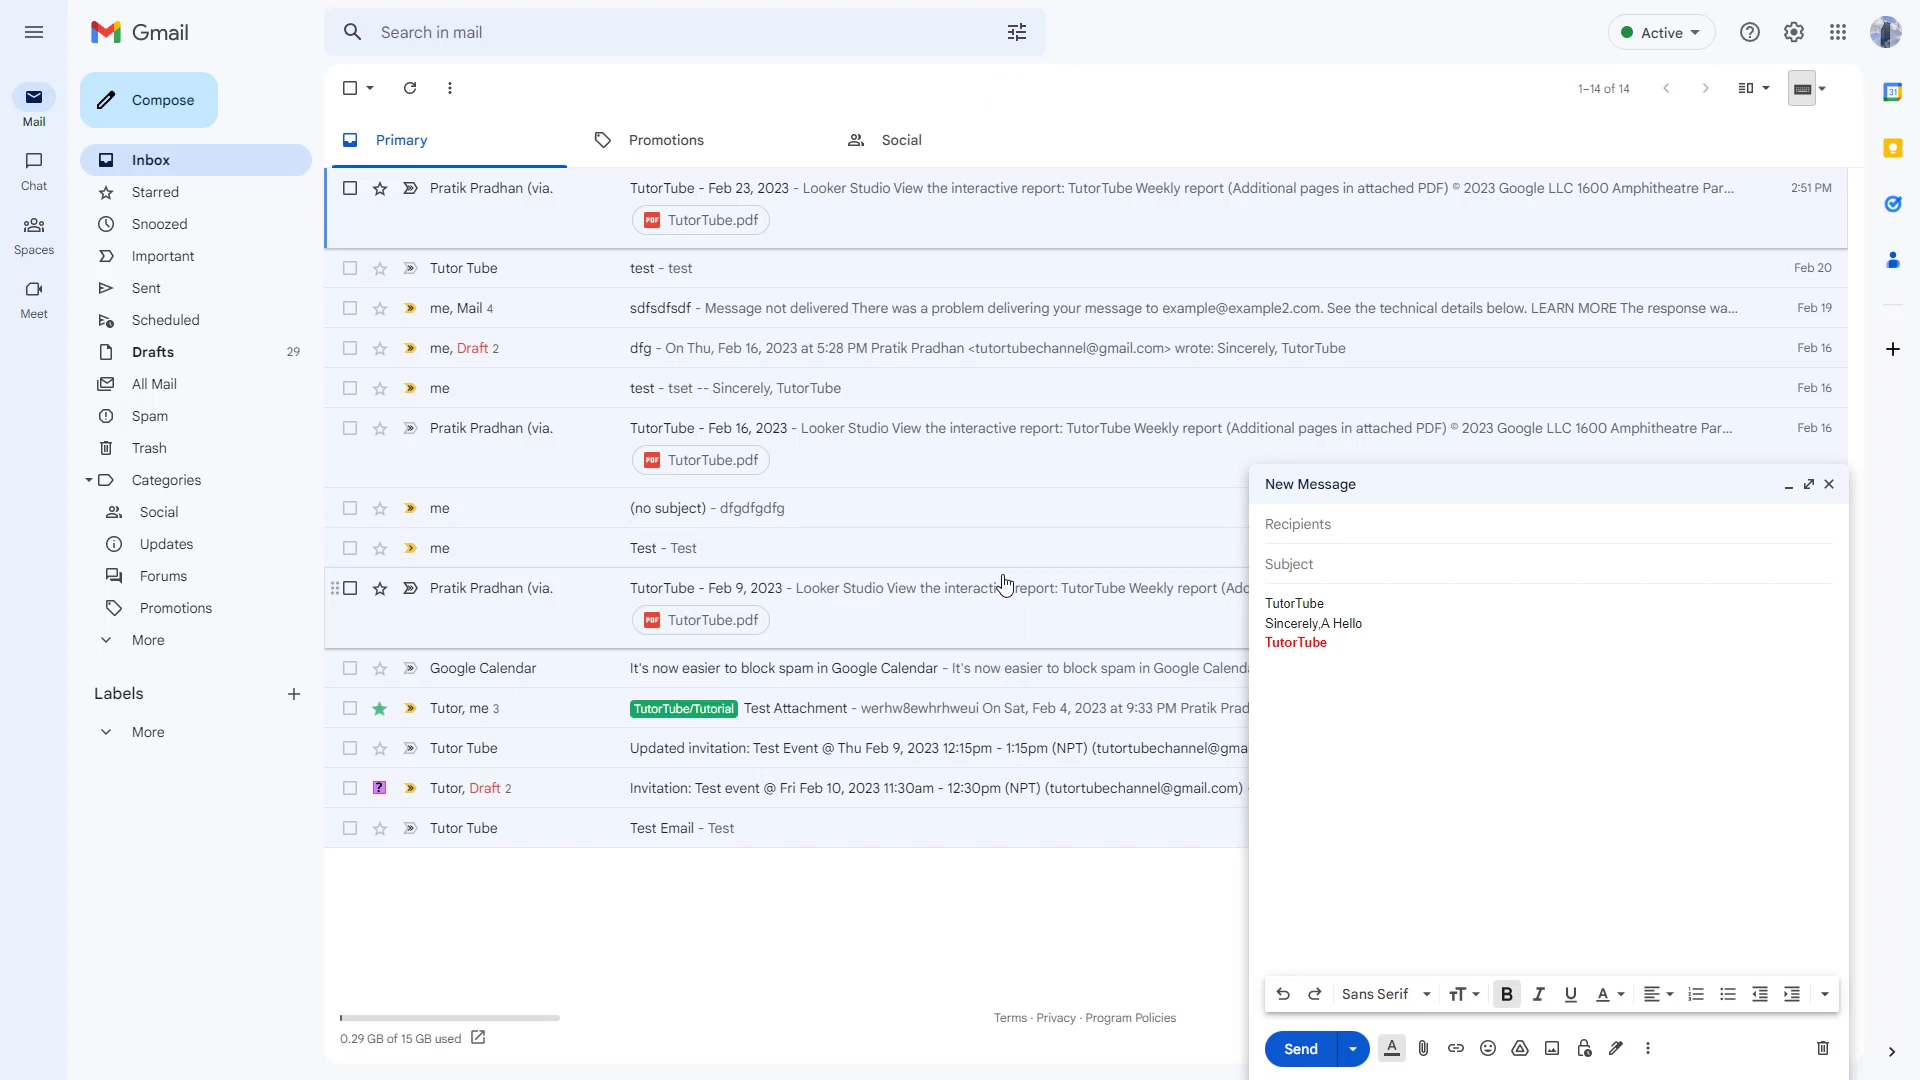 Gmail
Search in mail
Active
Mail
Chat
Spaces
Meet
Compose
Inbox
Starred
Snoozed
Important
Sent
Scheduled
Drafts 29
All Mail
Spam
Trash
Categories
Social
Updates
Forums
Promotions
More
Labels
More
1–14 of 14
Primary
Promotions
Social
Pratik Pradhan (via. TutorTube - Feb 23, 2023 - Looker Studio View the interactive report: TutorTube Weekly report (Additional pages in attached PDF) © 2023 Google LLC 1600 Amphitheatre Par... 2:51 PM
PDF TutorTube.pdf
Tutor Tube test - test Feb 20
me, Mail 4 sdfsdfsdf - Message not delivered There was a problem delivering your message to example@example2.com. See the technical details below. LEARN MORE The response wa... Feb 19
me, Draft 2 dfg - On Thu, Feb 16, 2023 at 5:28 PM Pratik Pradhan <tutortubechannel@gmail.com> wrote: Sincerely, TutorTube Feb 16
me test - tset -- Sincerely, TutorTube Feb 16
Pratik Pradhan (via. TutorTube - Feb 16, 2023 - Looker Studio View the interactive report: TutorTube Weekly report (Additional pages in attached PDF) © 2023 Google LLC 1600 Amphitheatre Par... Feb 16
PDF TutorTube.pdf
me (no subject) - dfgdfgdfg
me Test - Test
Pratik Pradhan (via. TutorTube - Feb 9, 2023 - Looker Studio View the interactive report: TutorTube Weekly report (Adc
PDF TutorTube.pdf
Google Calendar It's now easier to block spam in Google Calendar - It's now easier to block spam in Google Calenda
Tutor, me 3 TutorTube/Tutorial Test Attachment - werhw8ewhrhweui On Sat, Feb 4, 2023 at 9:33 PM Pratik Prad
Tutor Tube Updated invitation: Test Event @ Thu Feb 9, 2023 12:15pm - 1:15pm (NPT) (tutortubechannel@gma
Tutor, Draft 2 Invitation: Test event @ Fri Feb 10, 2023 11:30am - 12:30pm (NPT) (tutortubechannel@gmail.com) -
Tutor Tube Test Email - Test
0.29 GB of 15 GB used
Terms · Privacy · Program Policies
New Message
Recipients
Subject
TutorTube
Sincerely,A Hello
TutorTube
Sans Serif
Send
31